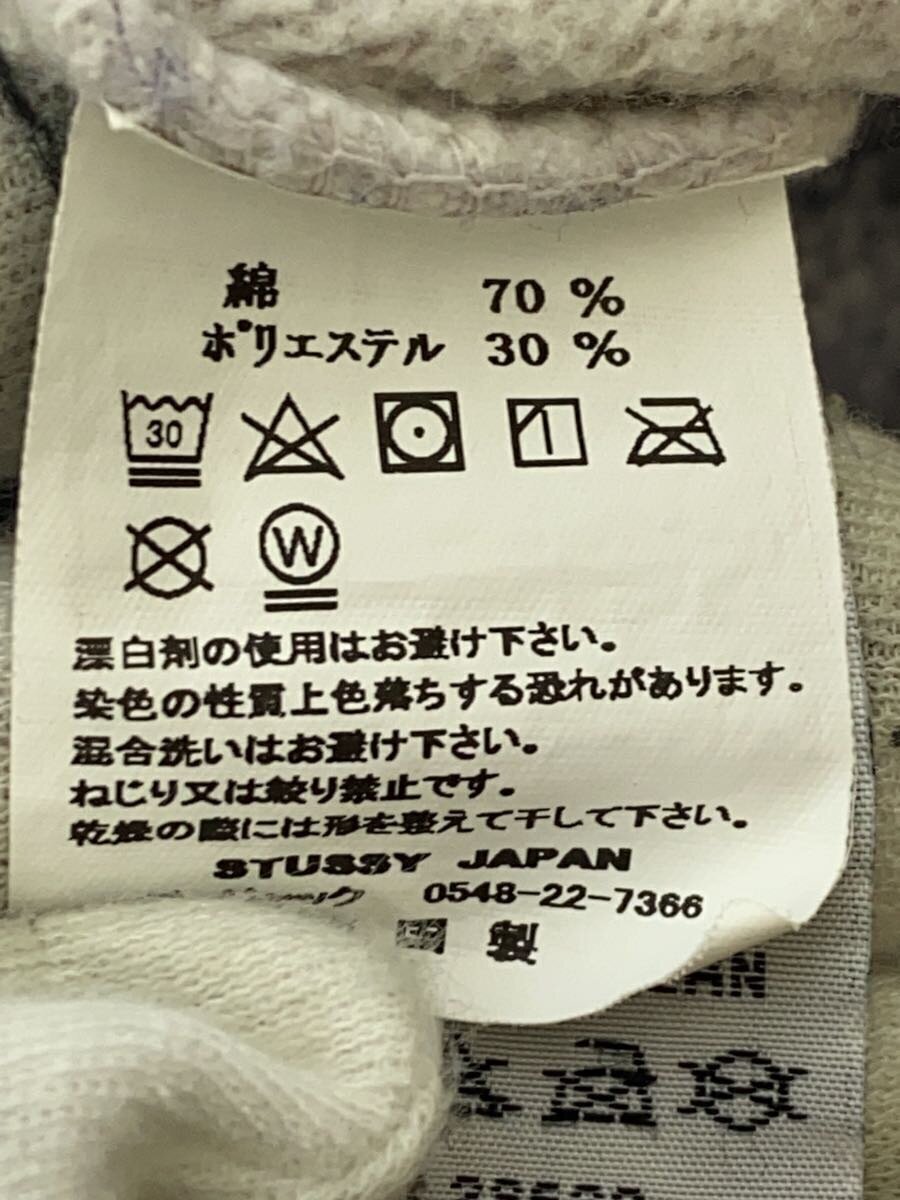 綿 70 %
ポリエステル 30 %
30
W
漂白剤の使用はお避け下さい。
染色の性質上色落ちする恐れがあります。
混合洗いはお避け下さい。
ねじり又は絞り禁止です。
乾燥の際には形を整えて干して下さい。
STUSSY JAPAN
0548-22-7366